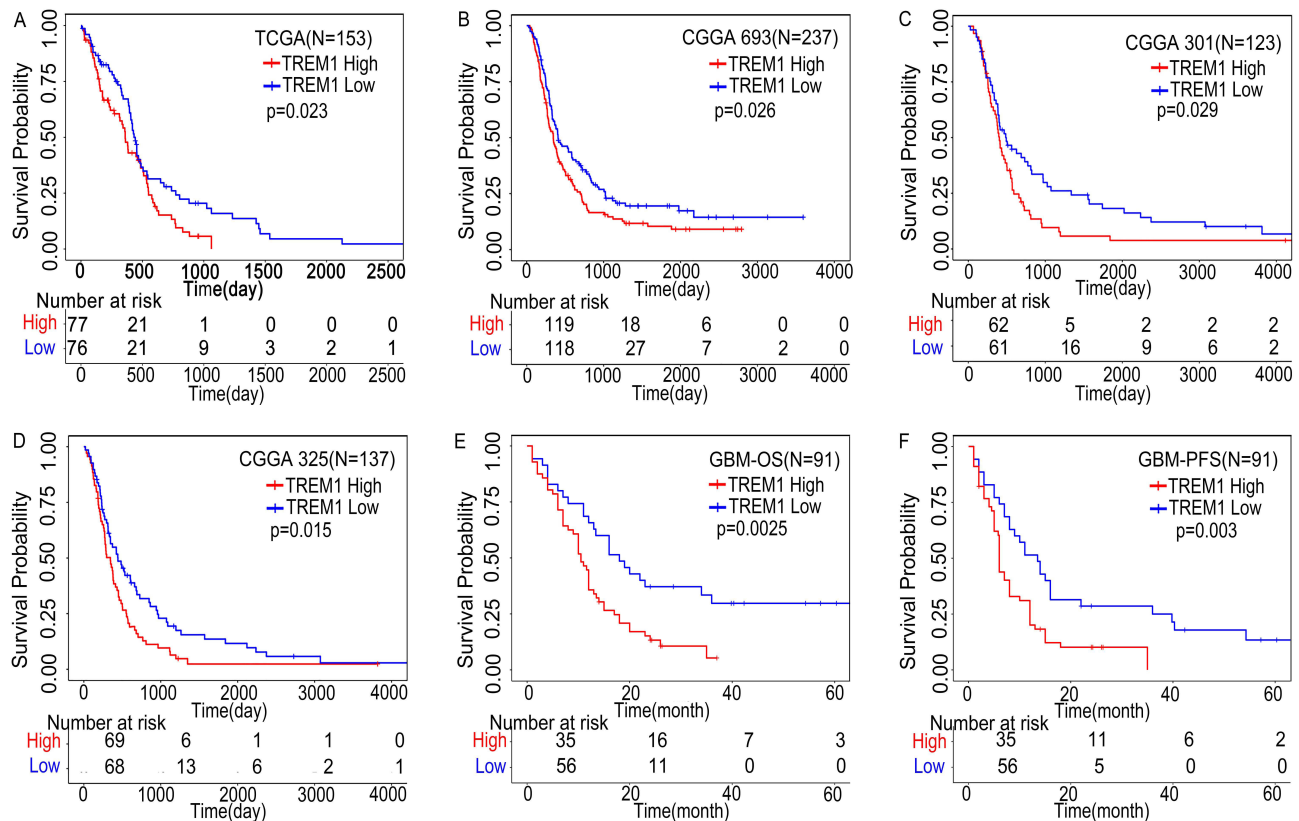 A
TCGA(N=153)
TREM1 High
TREM1 Low
p=0.023
Survival Probability
1.00
0.75
0.50
0.25
0.00
0 500 1000 1500 2000 2500
Time(day)
Number at risk
High 77 21 1 0 0 0
Low 76 21 9 3 2 1
0 500 1000 1500 2000 2500
Time(day)
B
CGGA 693(N=237)
TREM1 High
TREM1 Low
p=0.026
Survival Probability
1.00
0.75
0.50
0.25
0.00
0 1000 2000 3000 4000
Time(day)
Number at risk
High 119 18 6 0 0
Low 118 27 7 2 0
0 1000 2000 3000 4000
Time(day)
C
CGGA 301(N=123)
TREM1 High
TREM1 Low
p=0.029
Survival Probability
1.00
0.75
0.50
0.25
0.00
0 1000 2000 3000 4000
Time(day)
Number at risk
High 62 5 2 2 2
Low 61 16 9 6 2
0 1000 2000 3000 4000
Time(day)
D
CGGA 325(N=137)
TREM1 High
TREM1 Low
p=0.015
Survival Probability
1.00
0.75
0.50
0.25
0.00
0 1000 2000 3000 4000
Time(day)
Number at risk
High 69 6 1 1 0
Low 68 13 6 2 1
0 1000 2000 3000 4000
Time(day)
E
GBM-OS(N=91)
TREM1 High
TREM1 Low
p=0.0025
Survival Probability
1.00
0.75
0.50
0.25
0.00
0 20 40 60
Time(month)
Number at risk
High 35 16 7 3
Low 56 11 0 0
0 20 40 60
Time(month)
F
GBM-PFS(N=91)
TREM1 High
TREM1 Low
p=0.003
Survival Probability
1.00
0.75
0.50
0.25
0.00
0 20 40 60
Time(month)
Number at risk
High 35 11 6 2
Low 56 5 0 0
0 20 40 60
Time(month)